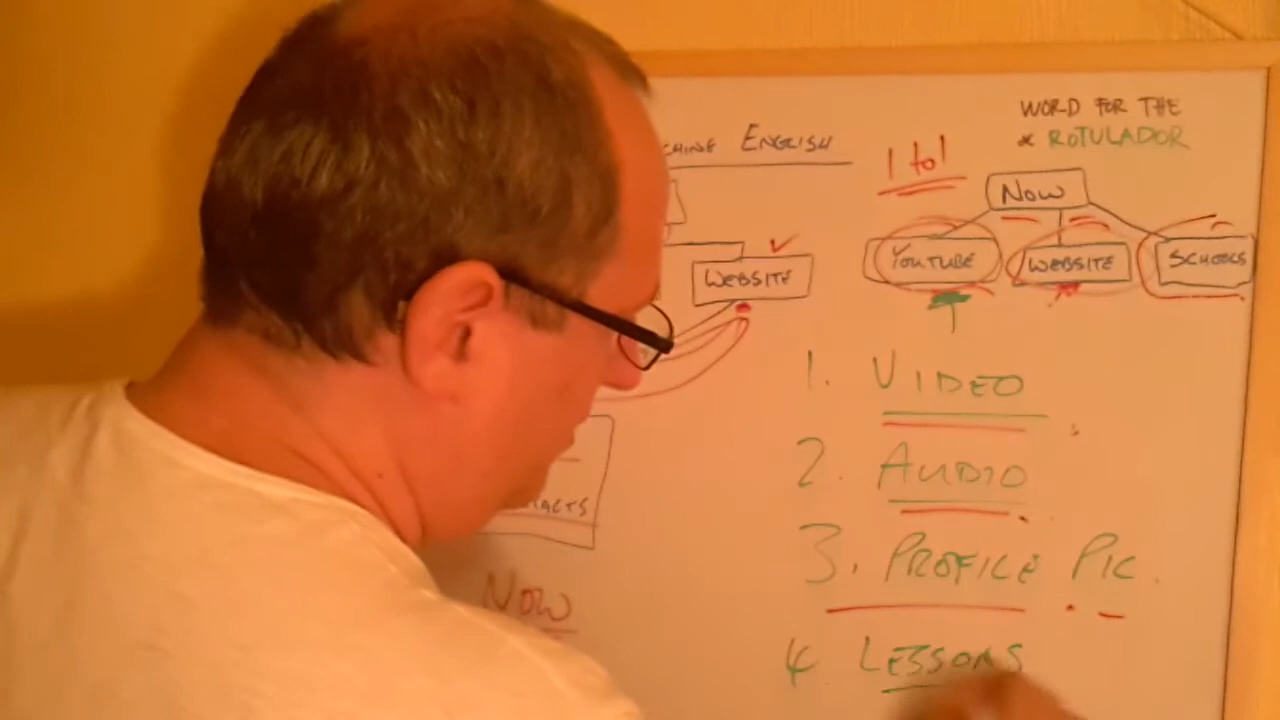 ENGLISH
WEBSITE
NOW
WORD FOR THE
* ROTULADOR
1 to 1
NOW
YOUTUBE WEBSITE SCHOOLS
1. VIDEO
2. AUDIO
3. PROFILE PIC.
4 LESSONS